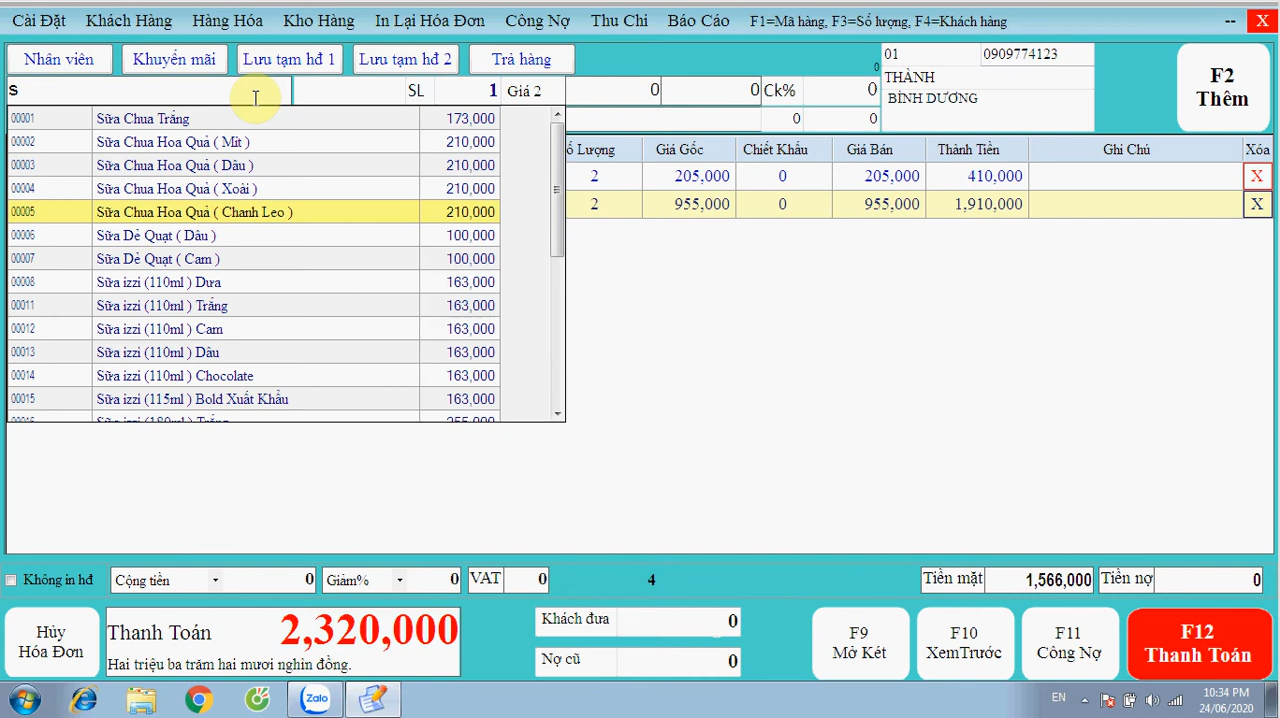 Cài Đặt Khách Hàng Hàng Hóa Kho Hàng In Lại Hóa Đơn Công Nợ Thu Chi Báo Cáo F1=Mã hàng, F3=Số lượng, F4=Khách hàng -- X
Nhân viên Khuyến mãi Lưu tạm hđ 1 Lưu tạm hđ 2 Trả hàng 0 01 0909774123
THÀNH
BÌNH DƯƠNG
F2
Thêm
S SL 1 Giá 2 0 0 Ck% 0
0 0
00001 Sữa Chua Trắng 173,000
00002 Sữa Chua Hoa Quả ( Mít ) 210,000
00003 Sữa Chua Hoa Quả ( Dâu ) 210,000
00004 Sữa Chua Hoa Quả ( Xoài ) 210,000
00005 Sữa Chua Hoa Quả ( Chanh Leo ) 210,000
00006 Sữa Dẻ Quạt ( Dâu ) 100,000
00007 Sữa Dẻ Quạt ( Cam ) 100,000
00008 Sữa izzi (110ml ) Dưa 163,000
00011 Sữa izzi (110ml ) Trắng 163,000
00012 Sữa izzi (110ml ) Cam 163,000
00013 Sữa izzi (110ml ) Dâu 163,000
00014 Sữa izzi (110ml ) Chocolate 163,000
00015 Sữa izzi (115ml ) Bold Xuất Khẩu 163,000
Sữa izzi (180ml ) Trắng
Lượng Giá Gốc Chiết Khấu Giá Bán Thành Tiền Ghi Chú Xóa
2 205,000 0 205,000 410,000 X
2 955,000 0 955,000 1,910,000 X
Không in hđ Cộng tiền 0 Giảm% 0 VAT 0 4 Tiền mặt 1,566,000 Tiền nợ 0
Hủy
Hóa Đơn
Thanh Toán 2,320,000
Hai triệu ba trăm hai mươi nghìn đồng.
Khách đưa 0
Nợ cũ 0
F9
Mở Két
F10
XemTrước
F11
Công Nợ
F12
Thanh Toán
Zalo
EN
10:34 PM
24/06/2020